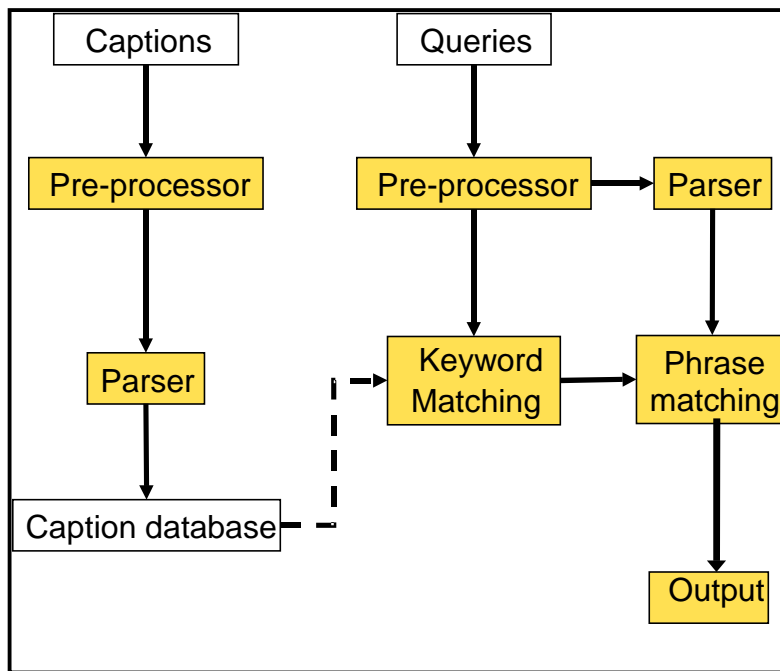 Captions
Queries
Pre-processor
Pre-processor
Parser
Parser
Keyword
Matching
Phrase
matching
Caption database
Output